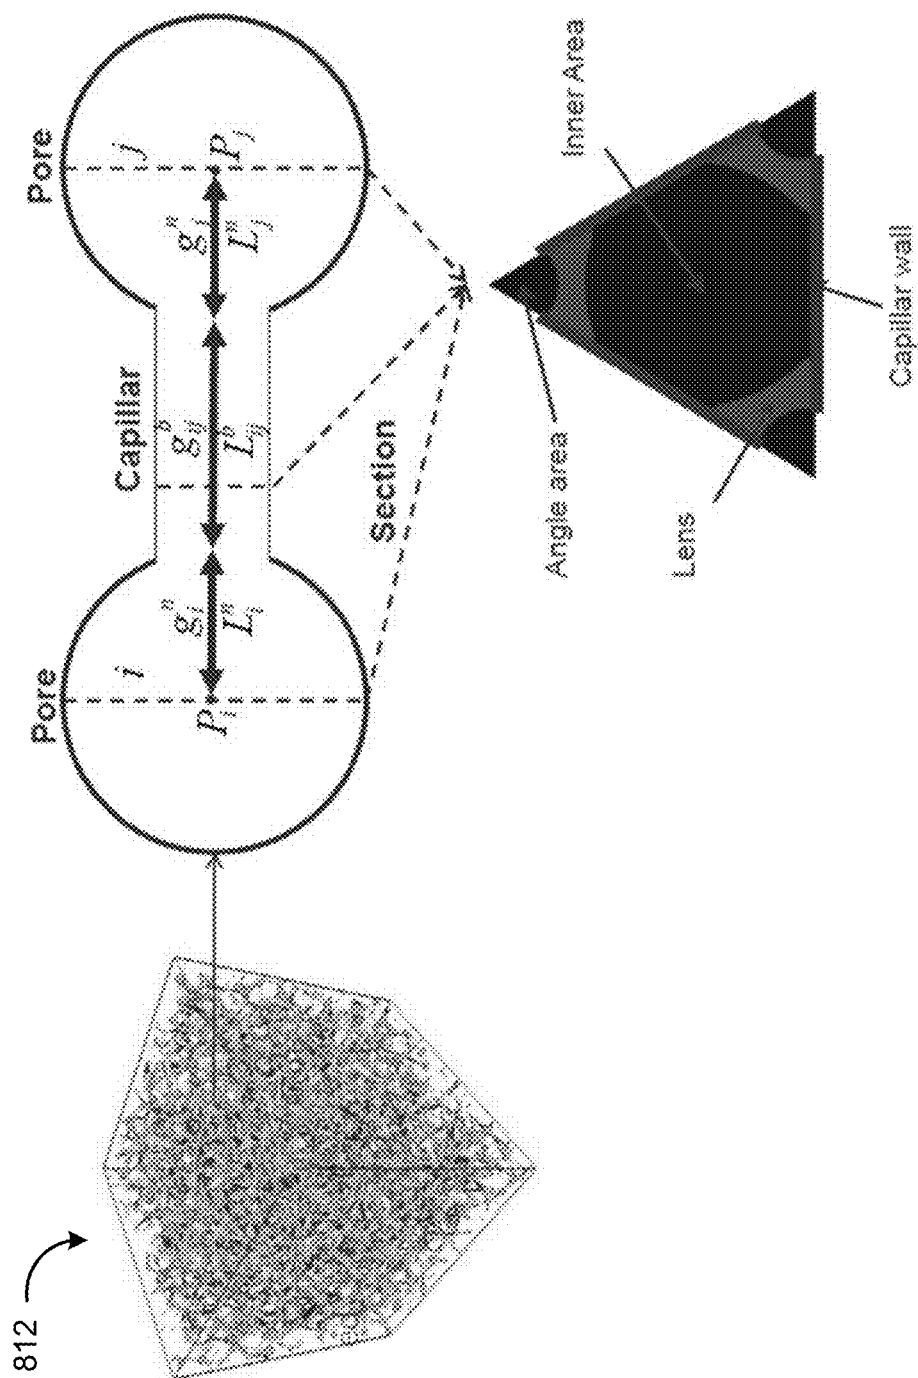 812
Pore
Capillar
Pore
i
j
P_i
g_i^n
L_i^n
g_ij^b
L_ij^b
g_j^n
L_j^n
P_j
Section
Angle area
Inner Area
Lens
Capillar wall